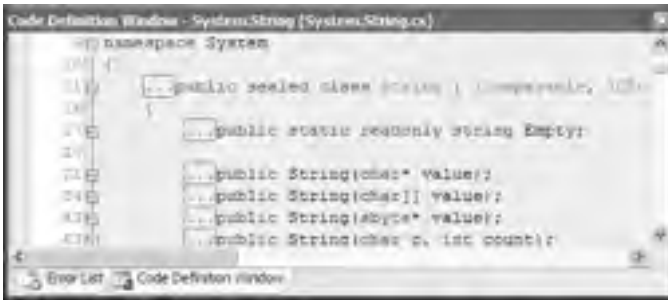 Code Definition Window - System.String (System.String.cs)
namespace System
{
...public sealed class String : IComparable,
{
...public static readonly string Empty;
...public String(char* value);
...public String(char[] value);
...public String(sbyte* value);
...public String(char c, int count);
Error List Code Definition Window